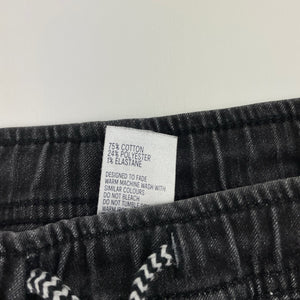 75% COTTON
24% POLYESTER
1% ELASTANE
DESIGNED TO FADE
WARM MACHINE WASH WITH
SIMILAR COLOURS
DO NOT BLEACH
DO NOT TUMBLE
WARM